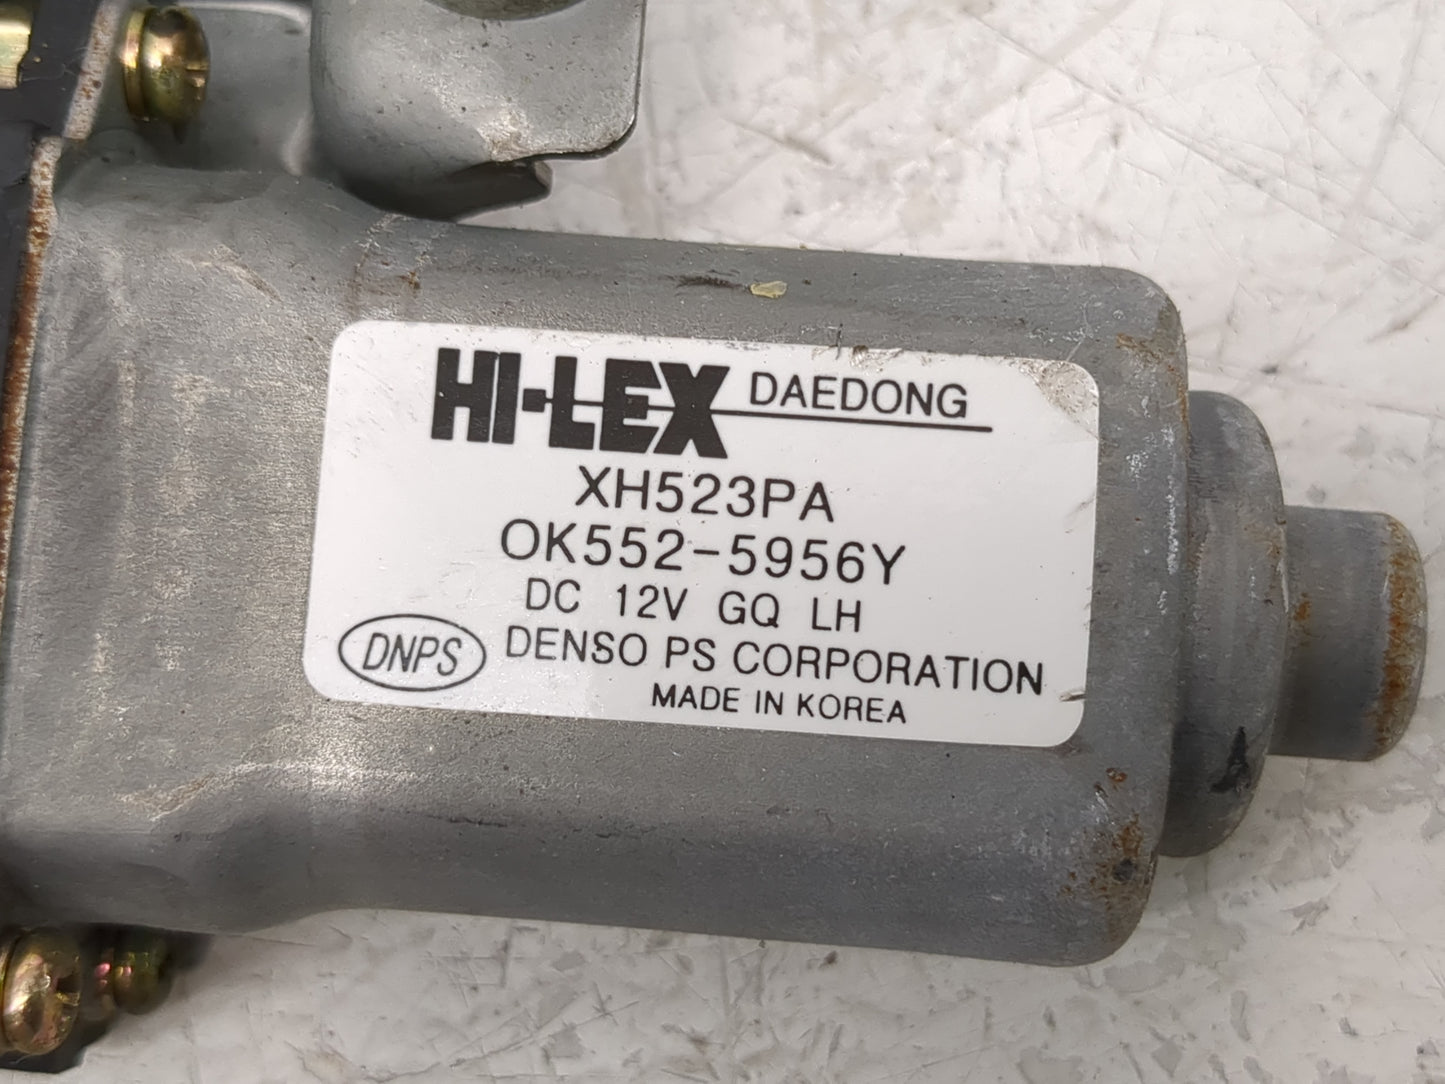 HI-LEX DAEDONG
XH523PA
OK552-5956Y
DC 12V GQ LH
DNPS DENSO PS CORPORATION
MADE IN KOREA